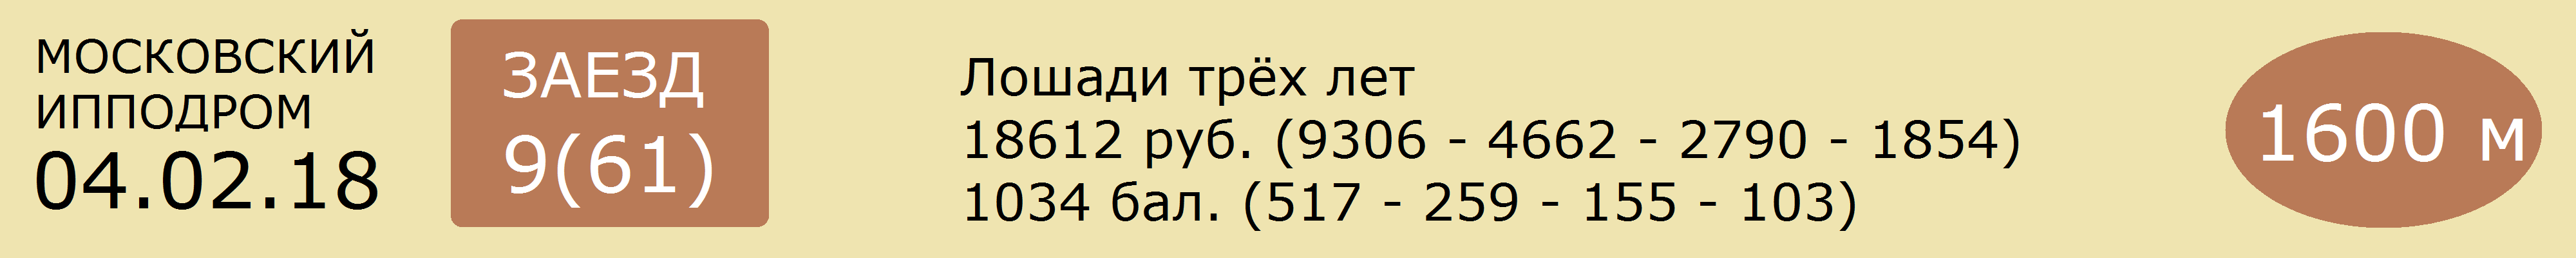 МОСКОВСКИЙ
ИППОДРОМ
04.02.18
ЗАЕЗД
9(61)
Лошади трёх лет
18612 руб. (9306 - 4662 - 2790 - 1854)
1034 бал. (517 - 259 - 155 - 103)
1600 м